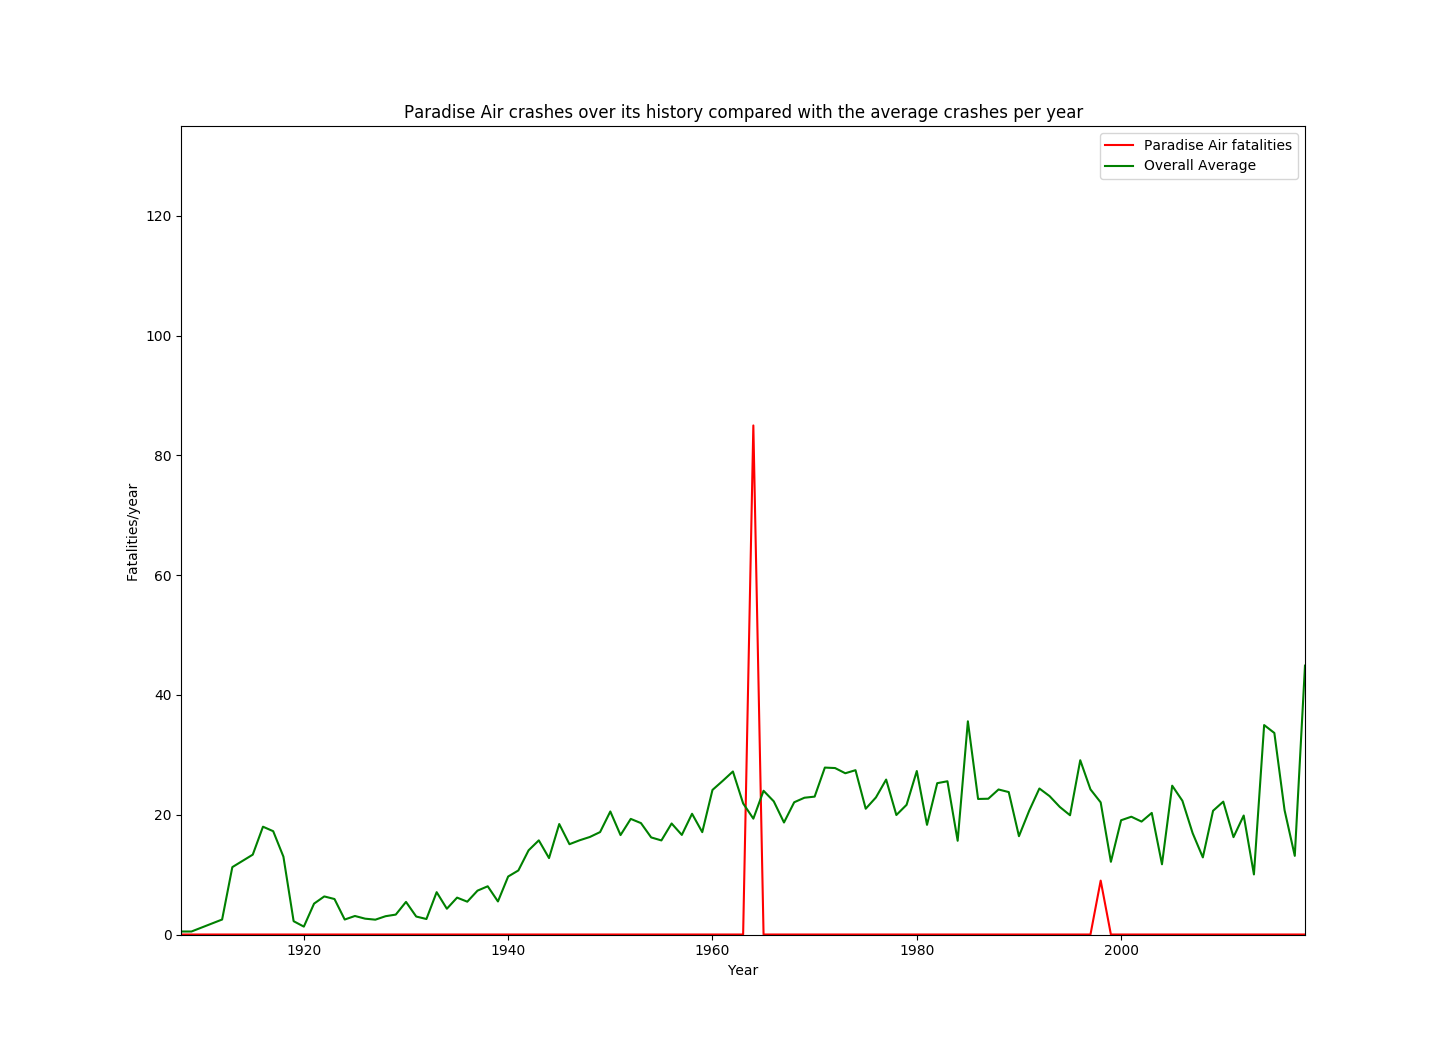 Paradise Air crashes over its history compared with the average crashes per year
Paradise Air fatalities
Overall Average
120
100
80
60
40
20
0
Fatalities/year
1920
1940
1960
1980
2000
Year